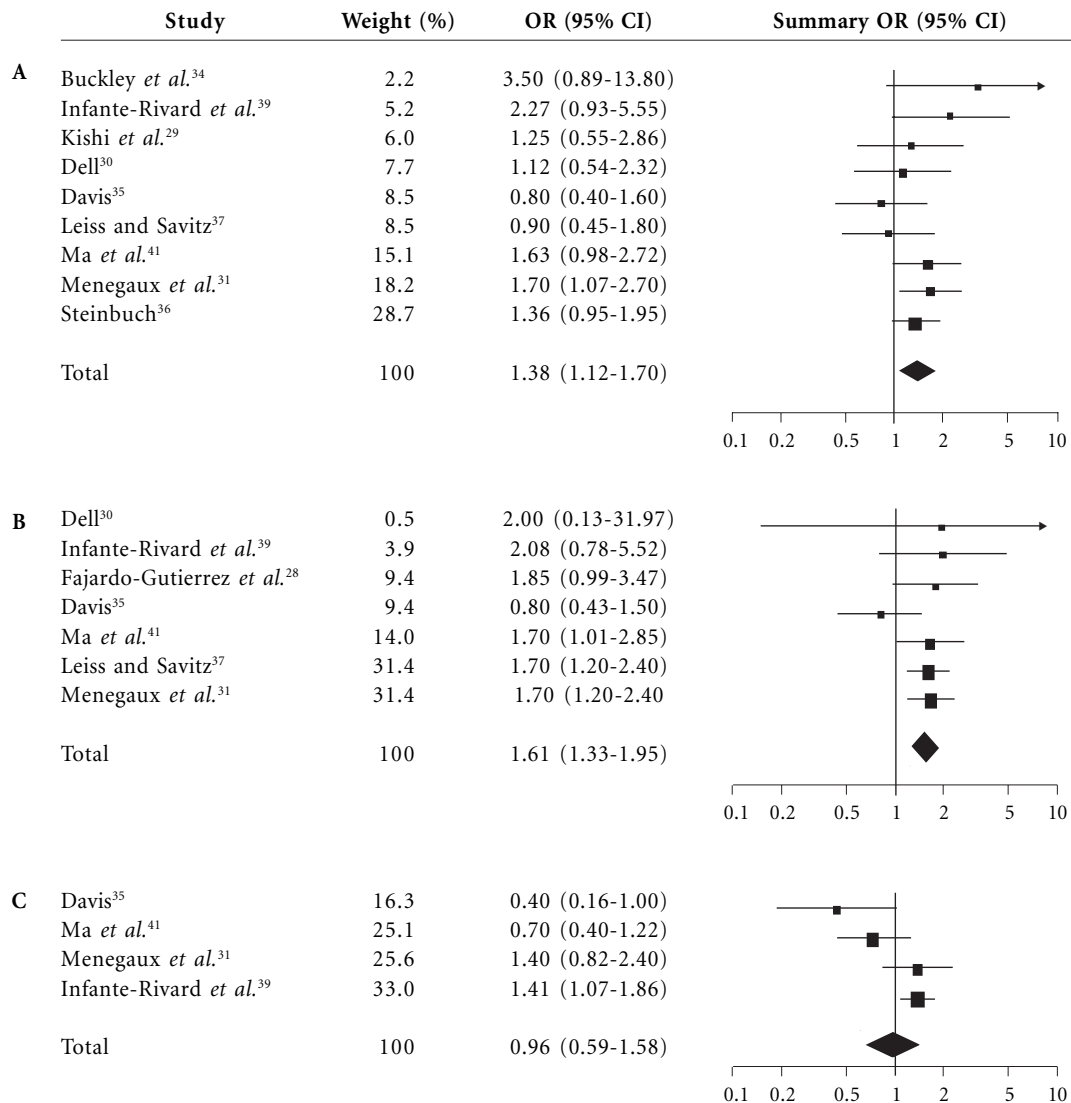 Study Weight (%) OR (95% CI) Summary OR (95% CI)
A
Buckley et al.34 2.2 3.50 (0.89-13.80)
Infante-Rivard et al.39 5.2 2.27 (0.93-5.55)
Kishi et al.29 6.0 1.25 (0.55-2.86)
Dell30 7.7 1.12 (0.54-2.32)
Davis35 8.5 0.80 (0.40-1.60)
Leiss and Savitz37 8.5 0.90 (0.45-1.80)
Ma et al.41 15.1 1.63 (0.98-2.72)
Menegaux et al.31 18.2 1.70 (1.07-2.70)
Steinbuch36 28.7 1.36 (0.95-1.95)
Total 100 1.38 (1.12-1.70)
0.1 0.2 0.5 1 2 5 10
B
Dell30 0.5 2.00 (0.13-31.97)
Infante-Rivard et al.39 3.9 2.08 (0.78-5.52)
Fajardo-Gutierrez et al.28 9.4 1.85 (0.99-3.47)
Davis35 9.4 0.80 (0.43-1.50)
Ma et al.41 14.0 1.70 (1.01-2.85)
Leiss and Savitz37 31.4 1.70 (1.20-2.40)
Menegaux et al.31 31.4 1.70 (1.20-2.40
Total 100 1.61 (1.33-1.95)
0.1 0.2 0.5 1 2 5 10
C
Davis35 16.3 0.40 (0.16-1.00)
Ma et al.41 25.1 0.70 (0.40-1.22)
Menegaux et al.31 25.6 1.40 (0.82-2.40)
Infante-Rivard et al.39 33.0 1.41 (1.07-1.86)
Total 100 0.96 (0.59-1.58)
0.1 0.2 0.5 1 2 5 10